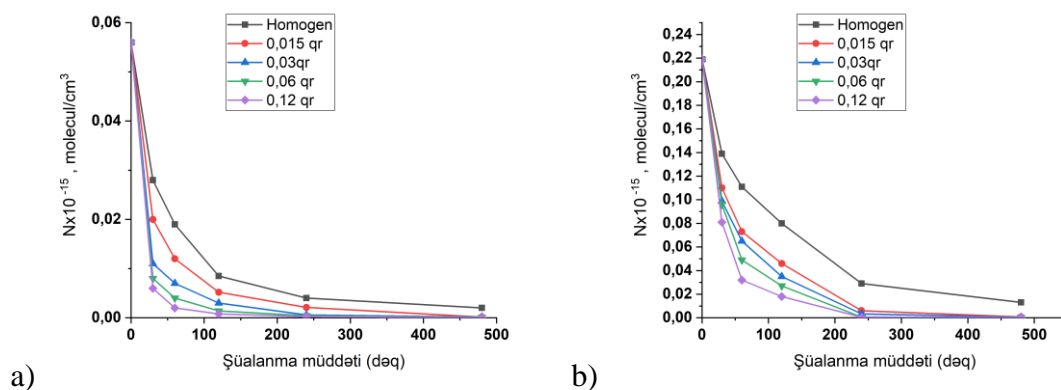 0,06
0,04
0,02
0,00
Nx10 -15 , molecul/cm3
Homogen
0,015 qr
0,03qr
0,06 qr
0,12 qr
0 100 200 300 400 500
Şüalanma müddəti (dəq)
a)
0,24
0,22
0,20
0,18
0,16
0,14
0,12
0,10
0,08
0,06
0,04
0,02
0,00
Nx10 -15 , molecul/cm3
Homogen
0,015 qr
0,03qr
0,06 qr
0,12 qr
0 100 200 300 400 500
Şüalanma müddəti (dəq)
b)